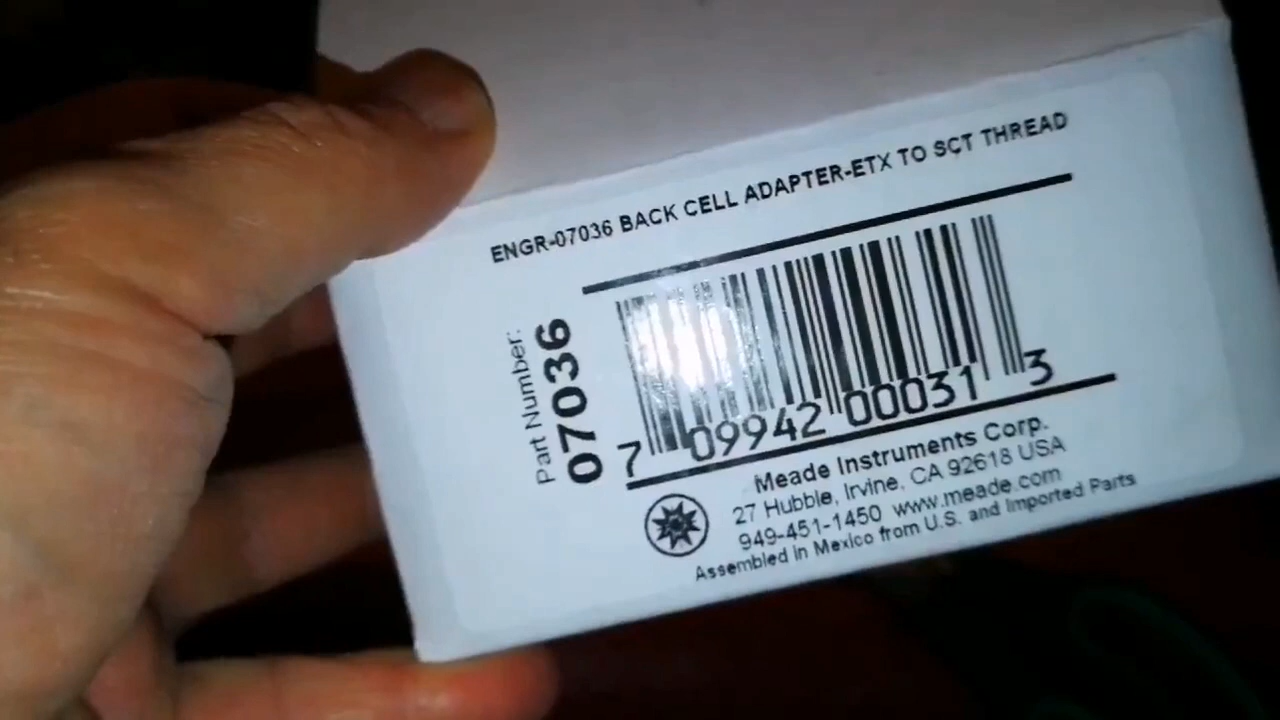 ENGR-07036 BACK CELL ADAPTER-ETX TO SCT THREAD
Part Number:
07036
7 09942 00031 3
Meade Instruments Corp.
27 Hubble, Irvine, CA 92618 USA
949-451-1450 www.meade.com
Assembled in Mexico from U.S. and Imported Parts